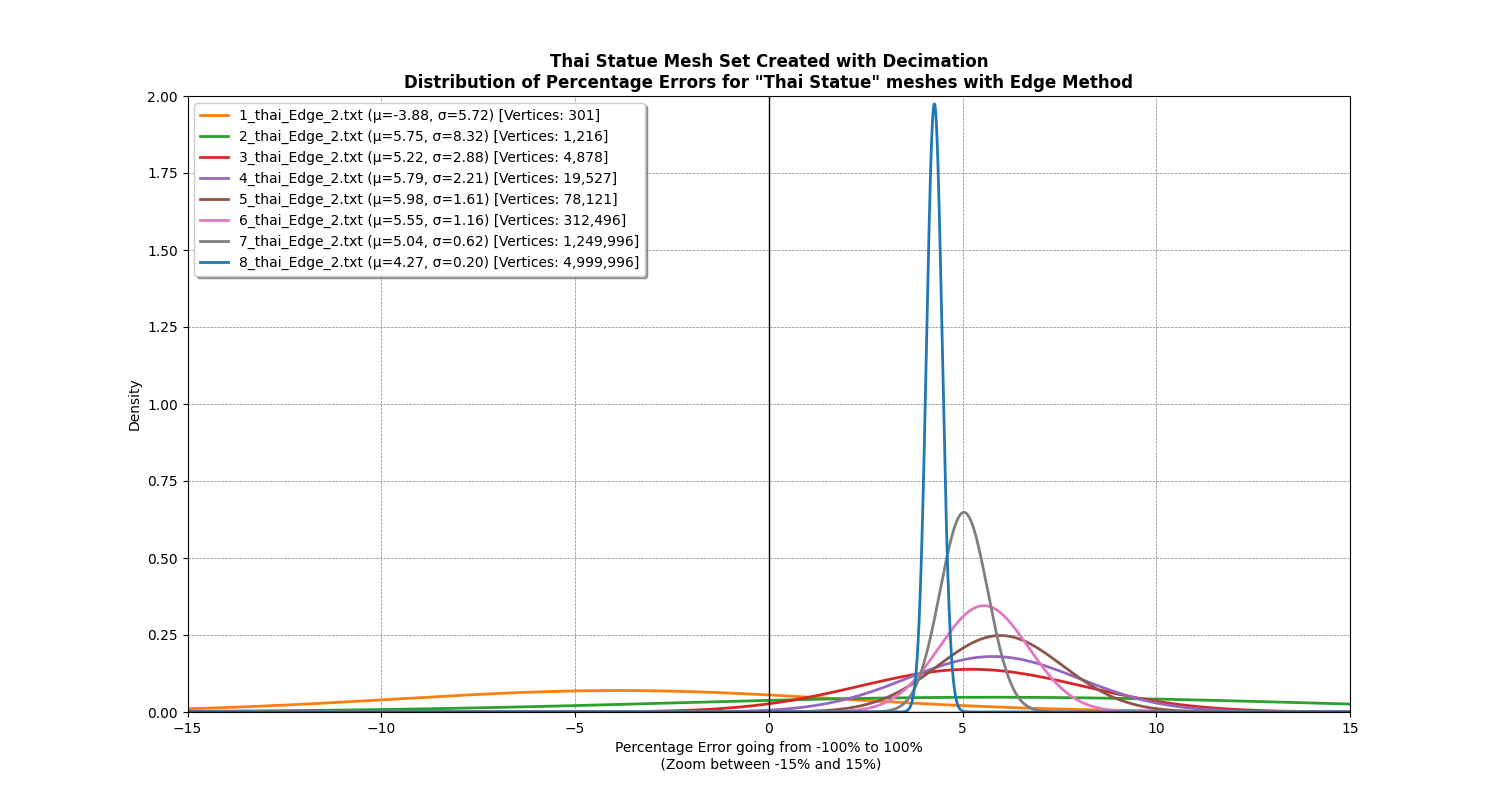 Thai Statue Mesh Set Created with Decimation
Distribution of Percentage Errors for "Thai Statue" meshes with Edge Method
2.00
1.75
1.50
1.25
1.00
0.75
0.50
0.25
0.00
Density
1_thai_Edge_2.txt (μ=-3.88, σ=5.72) [Vertices: 301]
2_thai_Edge_2.txt (μ=5.75, σ=8.32) [Vertices: 1,216]
3_thai_Edge_2.txt (μ=5.22, σ=2.88) [Vertices: 4,878]
4_thai_Edge_2.txt (μ=5.79, σ=2.21) [Vertices: 19,527]
5_thai_Edge_2.txt (μ=5.98, σ=1.61) [Vertices: 78,121]
6_thai_Edge_2.txt (μ=5.55, σ=1.16) [Vertices: 312,496]
7_thai_Edge_2.txt (μ=5.04, σ=0.62) [Vertices: 1,249,996]
8_thai_Edge_2.txt (μ=4.27, σ=0.20) [Vertices: 4,999,996]
−15 −10 −5 0 5 10 15
Percentage Error going from -100% to 100%
(Zoom between -15% and 15%)